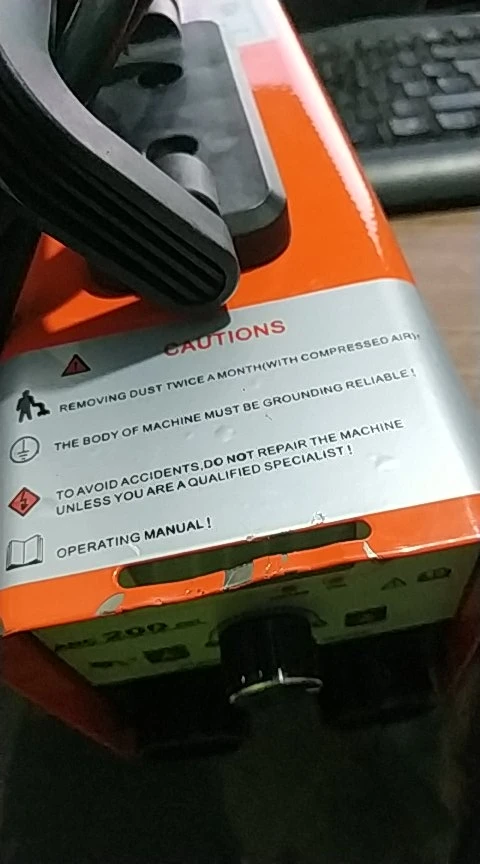 CAUTIONS
REMOVING DUST TWICE A MONTH(WITH COMPRESSED AIR),
THE BODY OF MACHINE MUST BE GROUNDING RELIABLE!
TO AVOID ACCIDENTS,DO NOT REPAIR THE MACHINE
UNLESS YOU ARE A QUALIFIED SPECIALIST!
OPERATING MANUAL!
200